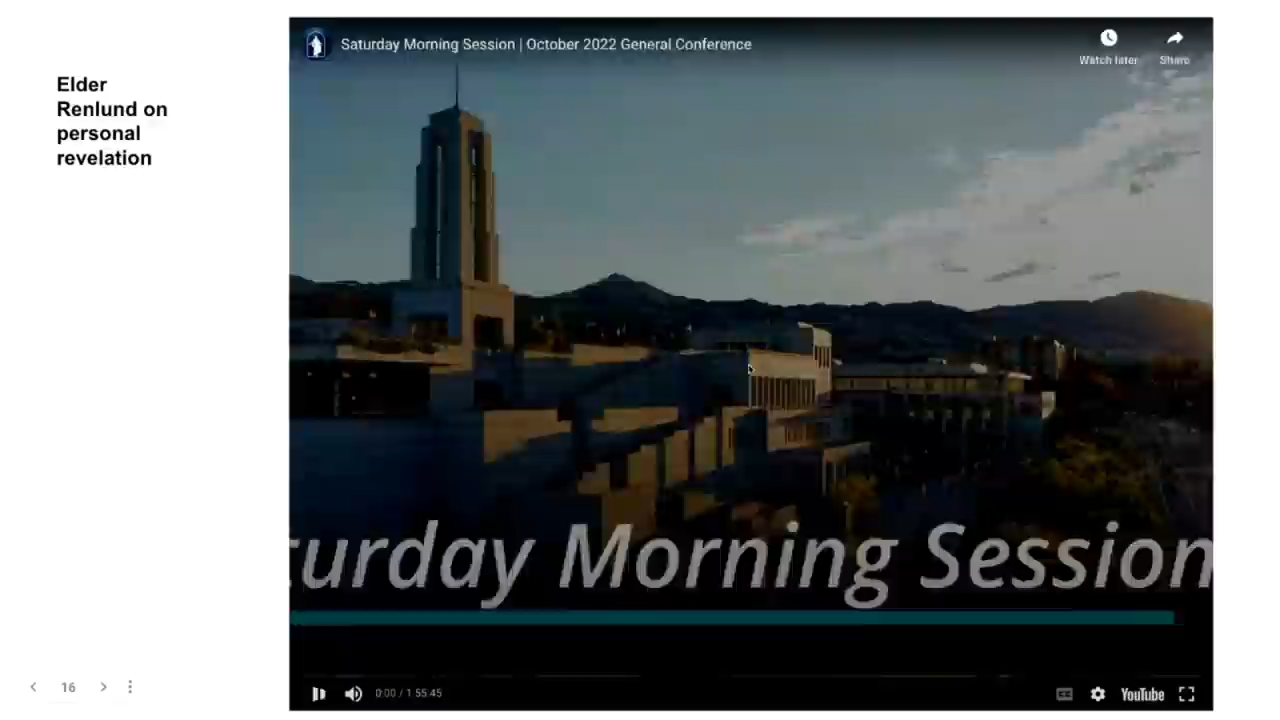 Elder
Renlund on
personal
revelation
Saturday Morning Session | October 2022 General Conference
Watch later
Share
turday Morning Session
0:00 / 1:55:45
CC
YouTube
16